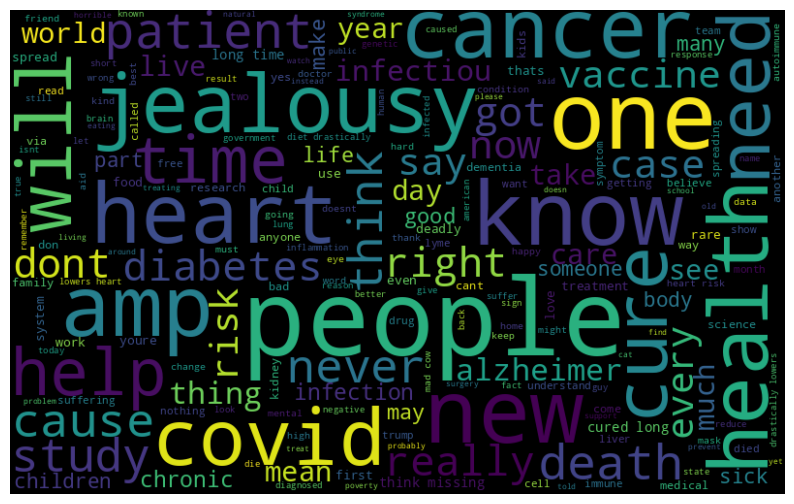 horrible
natural
syndrome
friend
known
world
patient
year
cancer
caused
kids
team
many
public
genetic
spread
short
long time
make
watch
response
autoimmune
will
wrong
result
yes
doctor
thats
need
read
live
best
instead
infectiou
vaccine
still
kind
two
human
please
condition
said
via
brain
called
jealousy
one
isnt
eating
government
diet drastically
infected
let
time
part
free
life
got
now
say
case
hard
symptom
spreading
name
true
aid
treating
research
use
dementia
doesn
another
food
child
think
take
want
getting
believe
school
remember
heart
doesnt
day
american
old
data
don
living
going
lung
anyone
good
deadly
know
rare
show
around
must
inflammation
thank
lyme
happy
way
month
dont
family
lowers heart
diabetes
eye
word
reason
right
even
cant
care
someone
see
heart risk
treatment
health
system
amp
risk
bad
better
give
suffer
sign
love
body
science
work
youre
people
drug
back
keep
home
might
find
cure
today
change
never
mad cow
cat
every
much
help
thing
kidney
alzheimer
drastically lowers
problem
suffering
infection
surgery
fact
understand
guy
cause
nothing
look
mental
negative
may
new
come
support
reduce
study
covid
high
trump
probably
really
death
cured long
liver
mask
died
prevent
children
chronic
die
treat
mean
first
diagnosed
poverty
think missing
cell
told
immune
medical
state
sick
yet